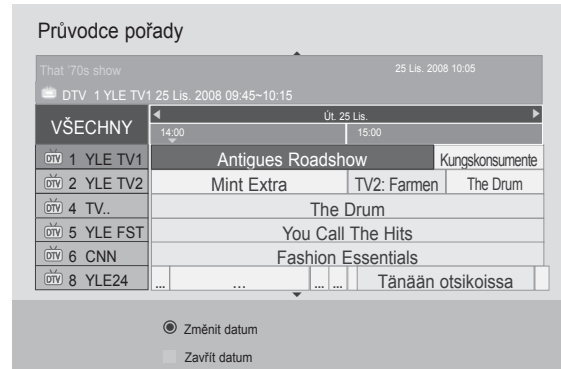 Průvodce pořady
That '70s show 25 Lis. 2008 10:05
DTV 1 YLE TV1 25 Lis. 2008 09:45~10:15
VŠECHNY
Út. 25 Lis.
14:00 15:00
DTV 1 YLE TV1 Antigues Roadshow Kungskonsumente
DTV 2 YLE TV2 Mint Extra TV2: Farmen The Drum
DTV 4 TV.. The Drum
DTV 5 YLE FST You Call The Hits
DTV 6 CNN Fashion Essentials
DTV 8 YLE24 ... ... ... ... Tänään otsikoissa
Změnit datum
Zavřít datum